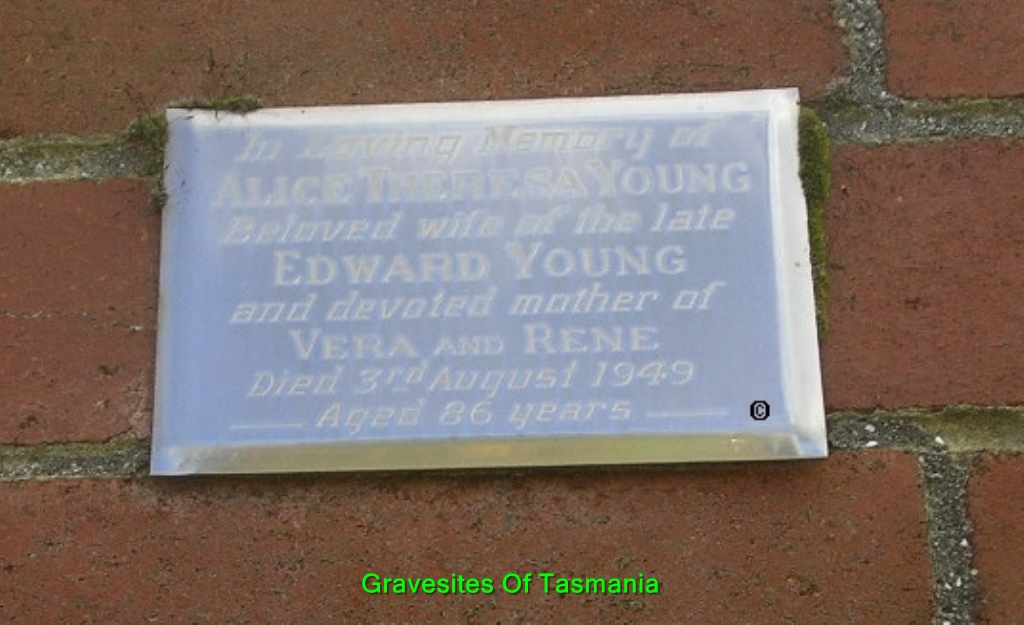 In Loving Memory of
ALICE THERESA YOUNG
Beloved wife of the late
EDWARD YOUNG
and devoted mother of
VERA AND RENE
Died 3rd August 1949
Aged 86 years
©
Gravesites Of Tasmania